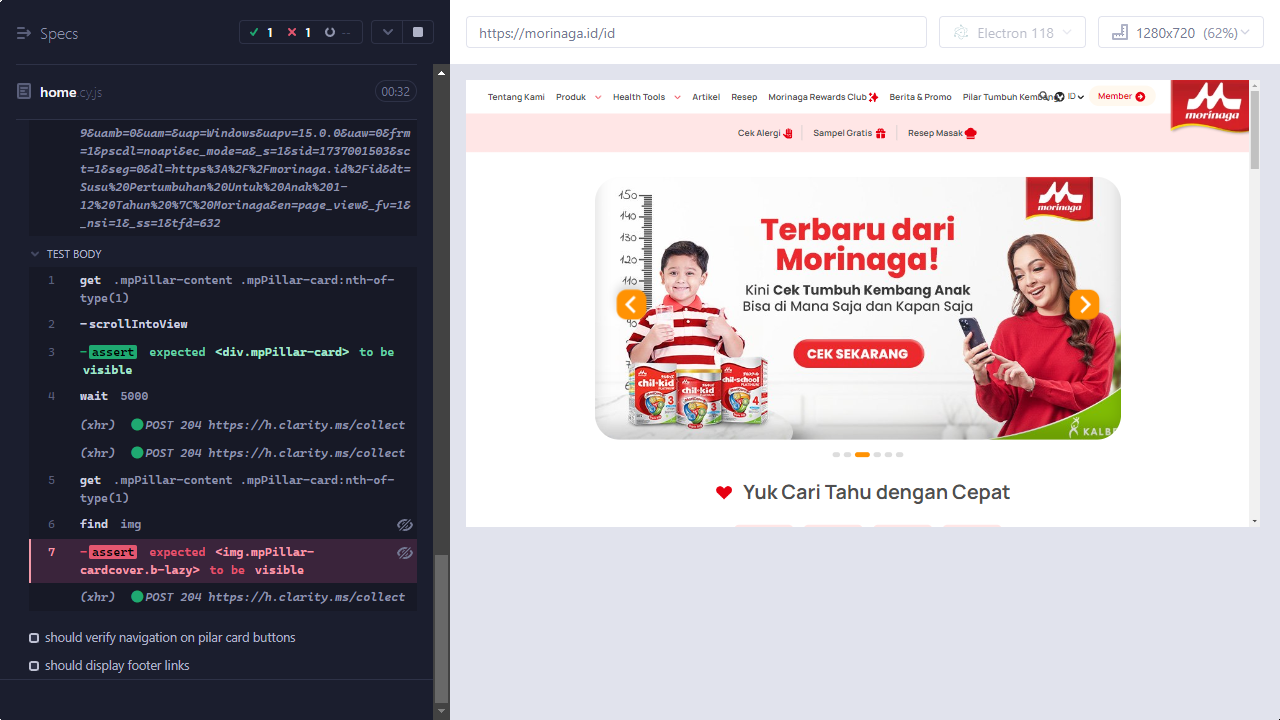 Specs
1
1
--
https://morinaga.id/id
Electron 118
1280x720 (62%)
home.cy.js
00:32
9&uamb=0&uam=&uap=Windows&uapv=15.0.0&uaw=0&frm
=1&pscdl=noapi&ec_mode=a&_s=1&sid=1737001503&sc
t=1&seg=0&dl=https%3A%2F%2Fmorinaga.id%2Fid&dt=
Susu%20Pertumbuhan%20Untuk%20Anak%201-
12%20Tahun%20%7C%20Morinaga&en=page_view&_fv=1&
_nsi=1&_ss=1&tfd=632
TEST BODY
1 get .mpPillar-content .mpPillar-card:nth-of-
type(1)
2 -scrollIntoView
3 -assert expected <div.mpPillar-card> to be
visible
4 wait 5000
(xhr) POST 204 https://h.clarity.ms/collect
(xhr) POST 204 https://h.clarity.ms/collect
5 get .mpPillar-content .mpPillar-card:nth-of-
type(1)
6 find img
7 -assert expected <img.mpPillar-
cardcover.b-lazy> to be visible
(xhr) POST 204 https://h.clarity.ms/collect
should verify navigation on pilar card buttons
should display footer links
Tentang Kami Produk Health Tools Artikel Resep Morinaga Rewards Club Berita & Promo Pilar Tumbuh Kembang ID Member
morinaga
Cek Alergi Sampel Gratis Resep Masak
150
140
130
120
110
90
morinaga
Terbaru dari
Morinaga!
Kini Cek Tumbuh Kembang Anak
Bisa di Mana Saja dan Kapan Saja
CEK SEKARANG
chil·kid
3
chil·kid
chil·school
4
KALBE
Yuk Cari Tahu dengan Cepat